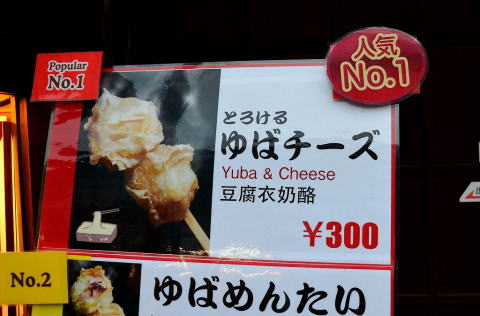 Popular
No.1
人気
No.1
とろける
ゆばチーズ
Yuba & Cheese
豆腐衣奶酪
¥300
No.2
ゆばめんたい